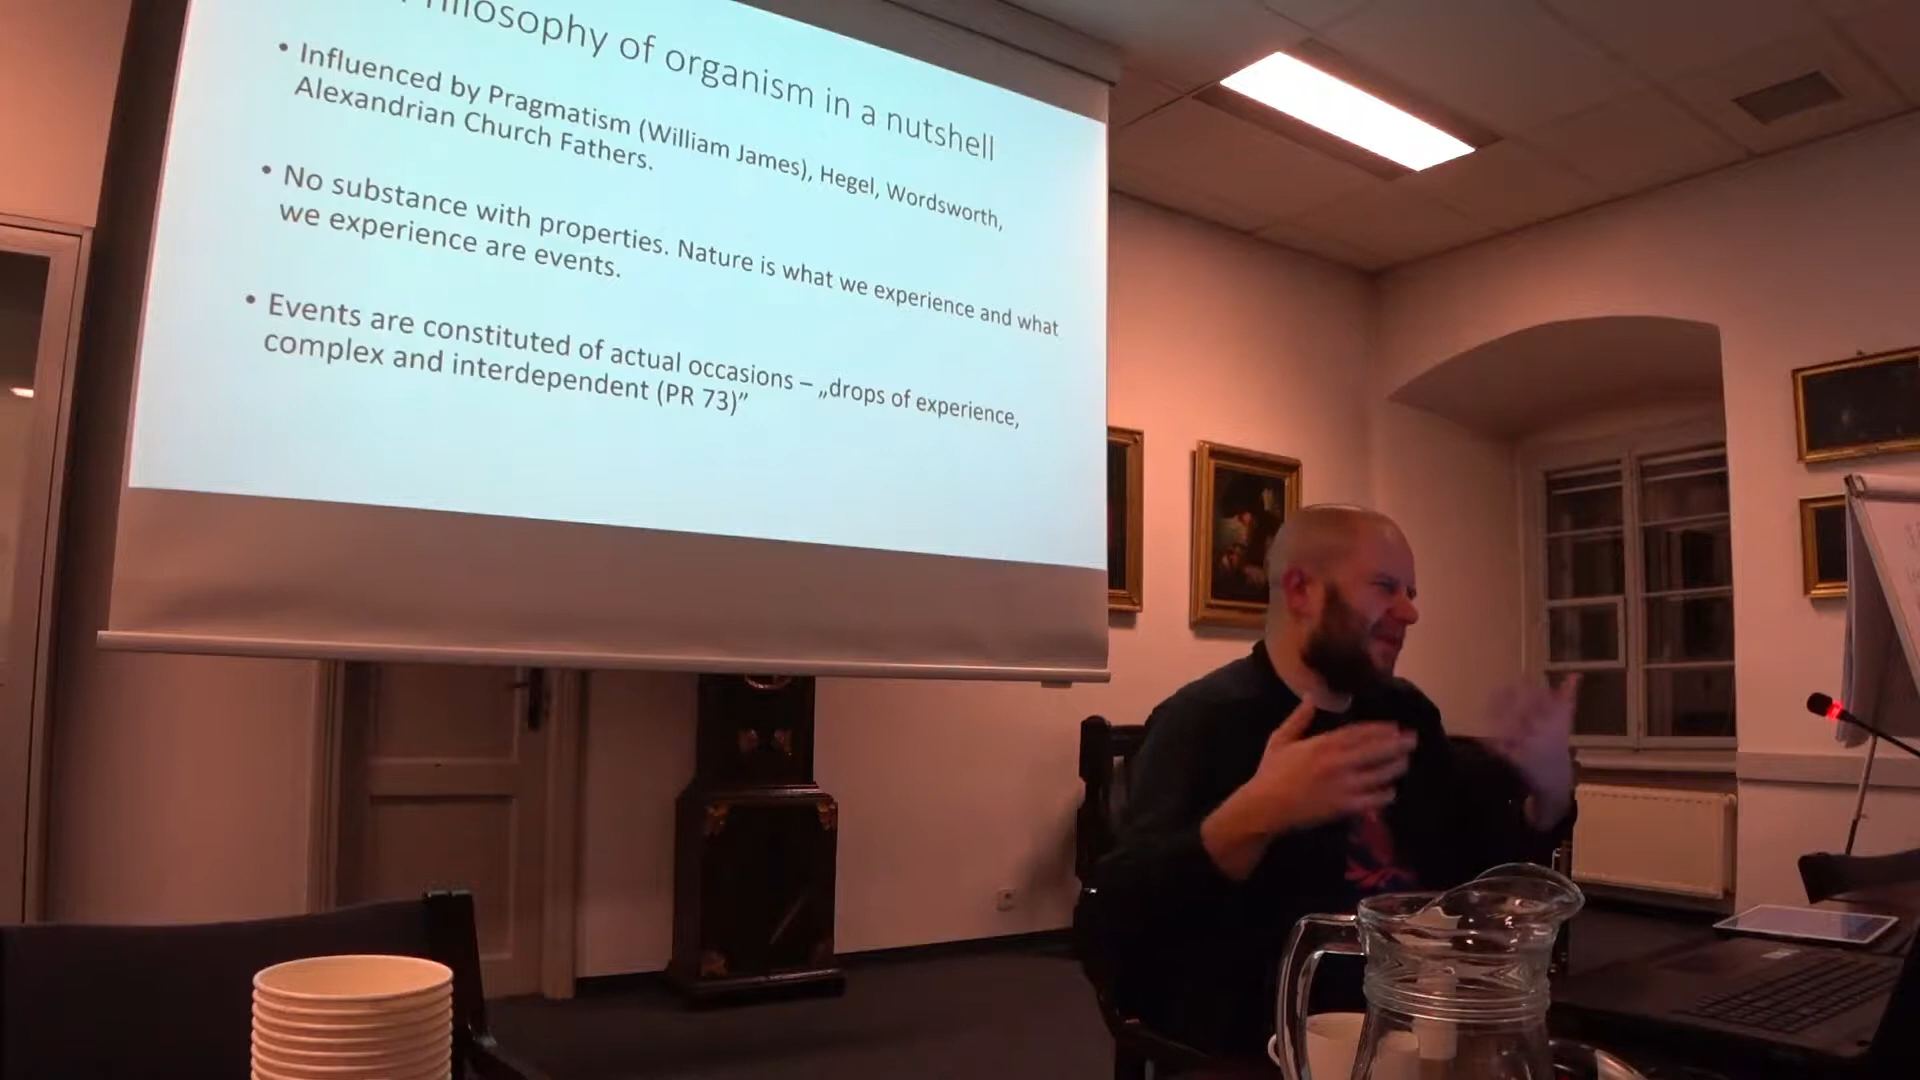 Philosophy of organism in a nutshell
• Influenced by Pragmatism (William James), Hegel, Wordsworth,
Alexandrian Church Fathers.
• No substance with properties. Nature is what we experience and what
we experience are events.
• Events are constituted of actual occasions – „drops of experience,
complex and interdependent (PR 73)”